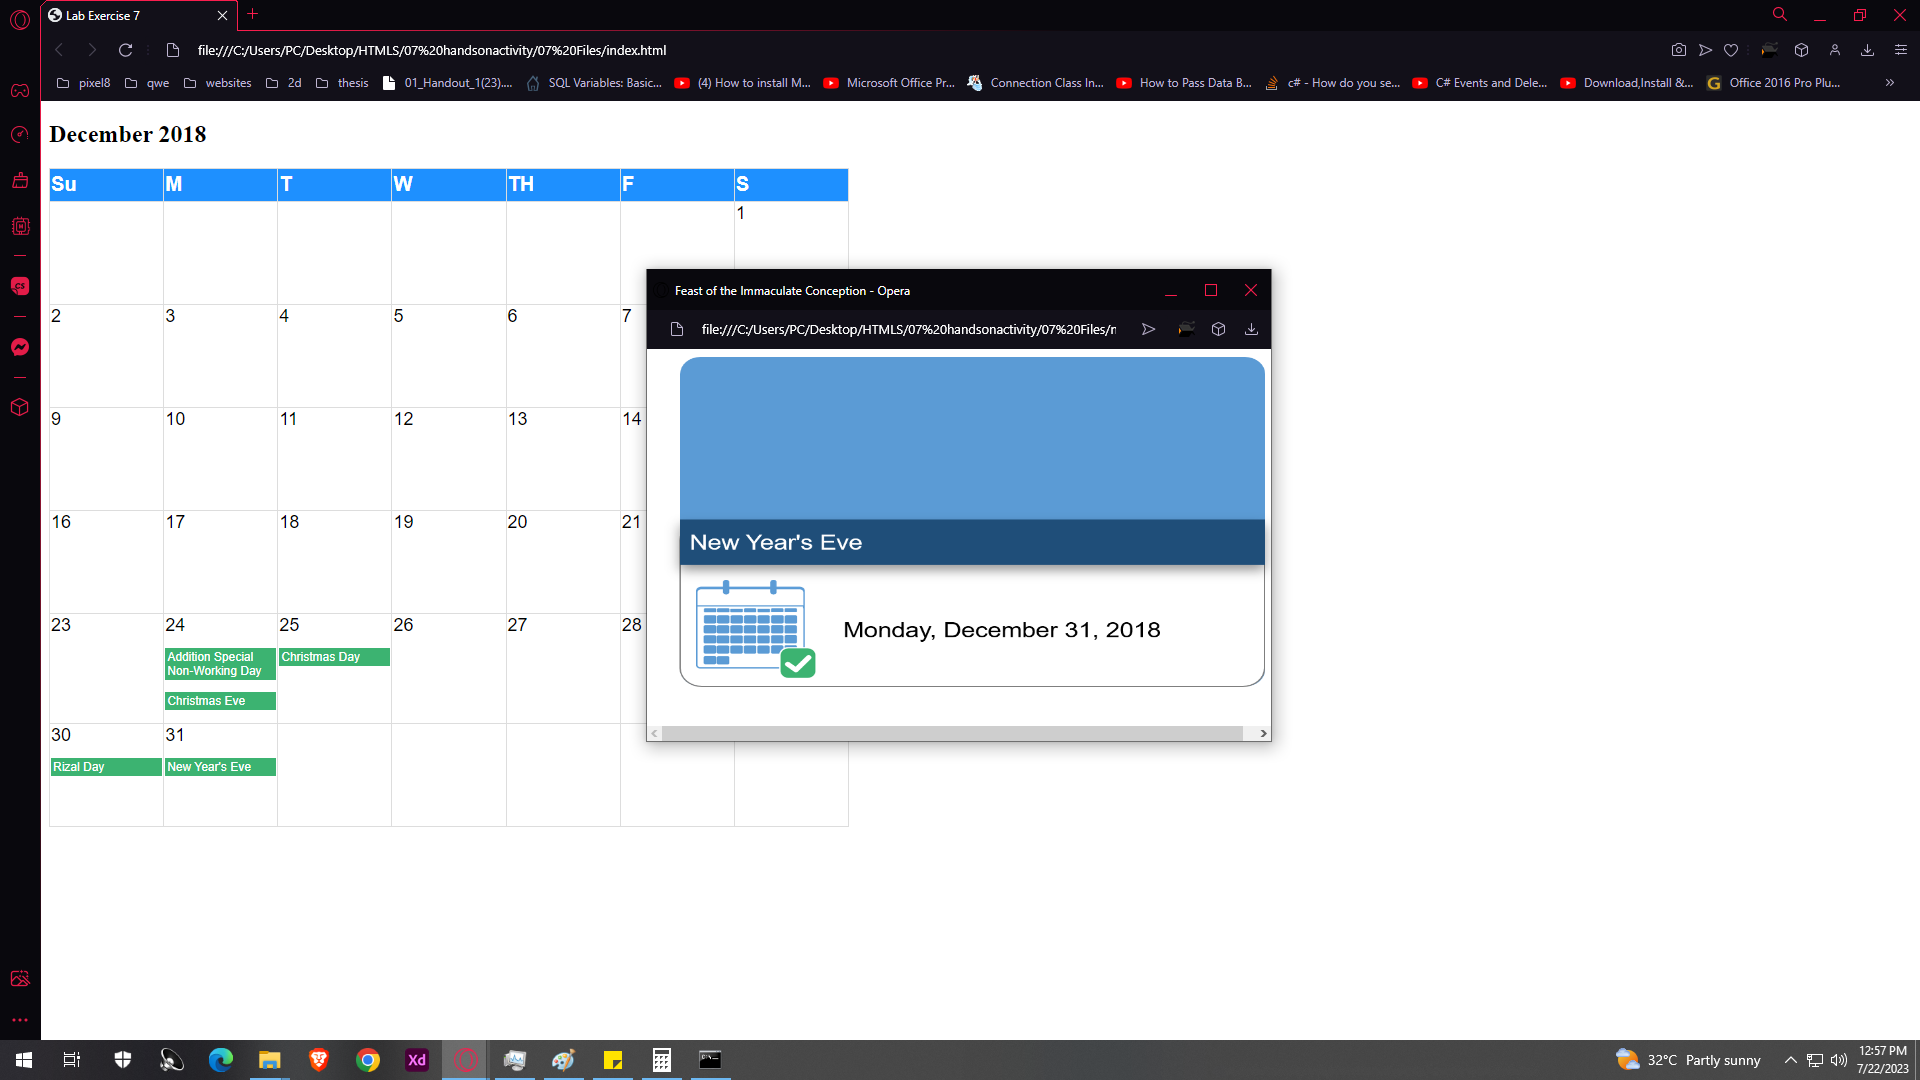 Lab Exercise 7
file:///C:/Users/PC/Desktop/HTMLS/07%20handsonactivity/07%20Files/index.html
pixel8 qwe websites 2d thesis 01_Handout_1(23).... SQL Variables: Basic... (4) How to install M... Microsoft Office Pr... Connection Class In... How to Pass Data B... c# - How do you se... C# Events and Dele... Download,Install &... Office 2016 Pro Plu...
December 2018
Su M T W TH F S
1
2 3 4 5 6 7
9 10 11 12 13 14
16 17 18 19 20 21
23 24 25 26 27 28
Addition Special
Non-Working Day
Christmas Day
Christmas Eve
30 31
Rizal Day New Year's Eve
Feast of the Immaculate Conception - Opera
file:///C:/Users/PC/Desktop/HTMLS/07%20handsonactivity/07%20Files/
New Year's Eve
Monday, December 31, 2018
CS
G
Xd
32°C Partly sunny
12:57 PM
7/22/2023